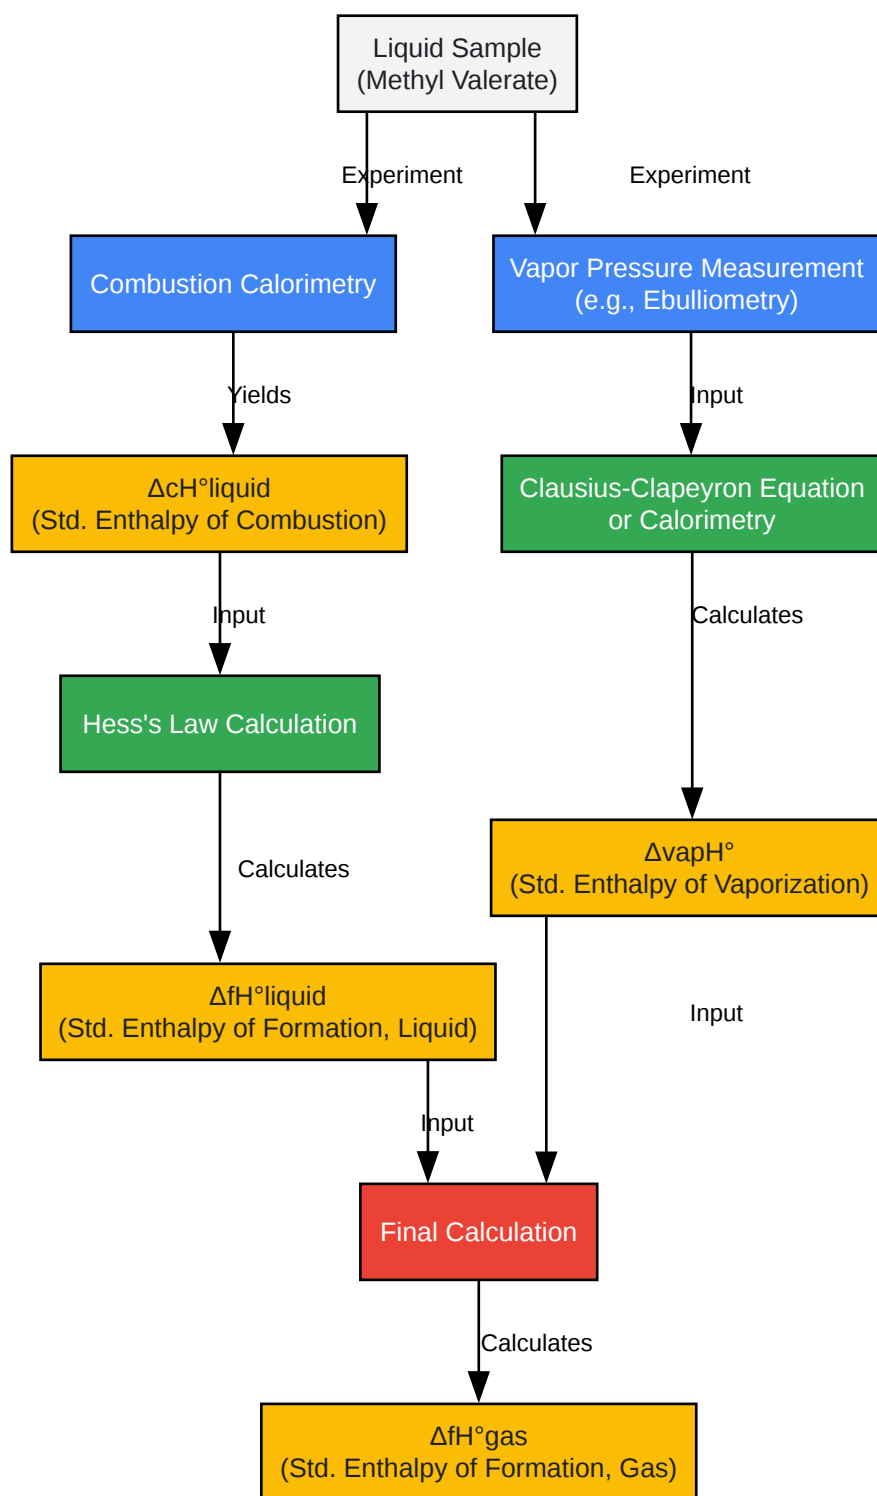 Liquid Sample
(Methyl Valerate)
Experiment
Experiment
Combustion Calorimetry
Vapor Pressure Measurement
(e.g., Ebulliometry)
Yields
Input
ΔcH°liquid
(Std. Enthalpy of Combustion)
Clausius-Clapeyron Equation
or Calorimetry
Input
Calculates
Hess's Law Calculation
Calculates
ΔvapH°
(Std. Enthalpy of Vaporization)
ΔfH°liquid
(Std. Enthalpy of Formation, Liquid)
Input
Input
Final Calculation
Calculates
ΔfH°gas
(Std. Enthalpy of Formation, Gas)